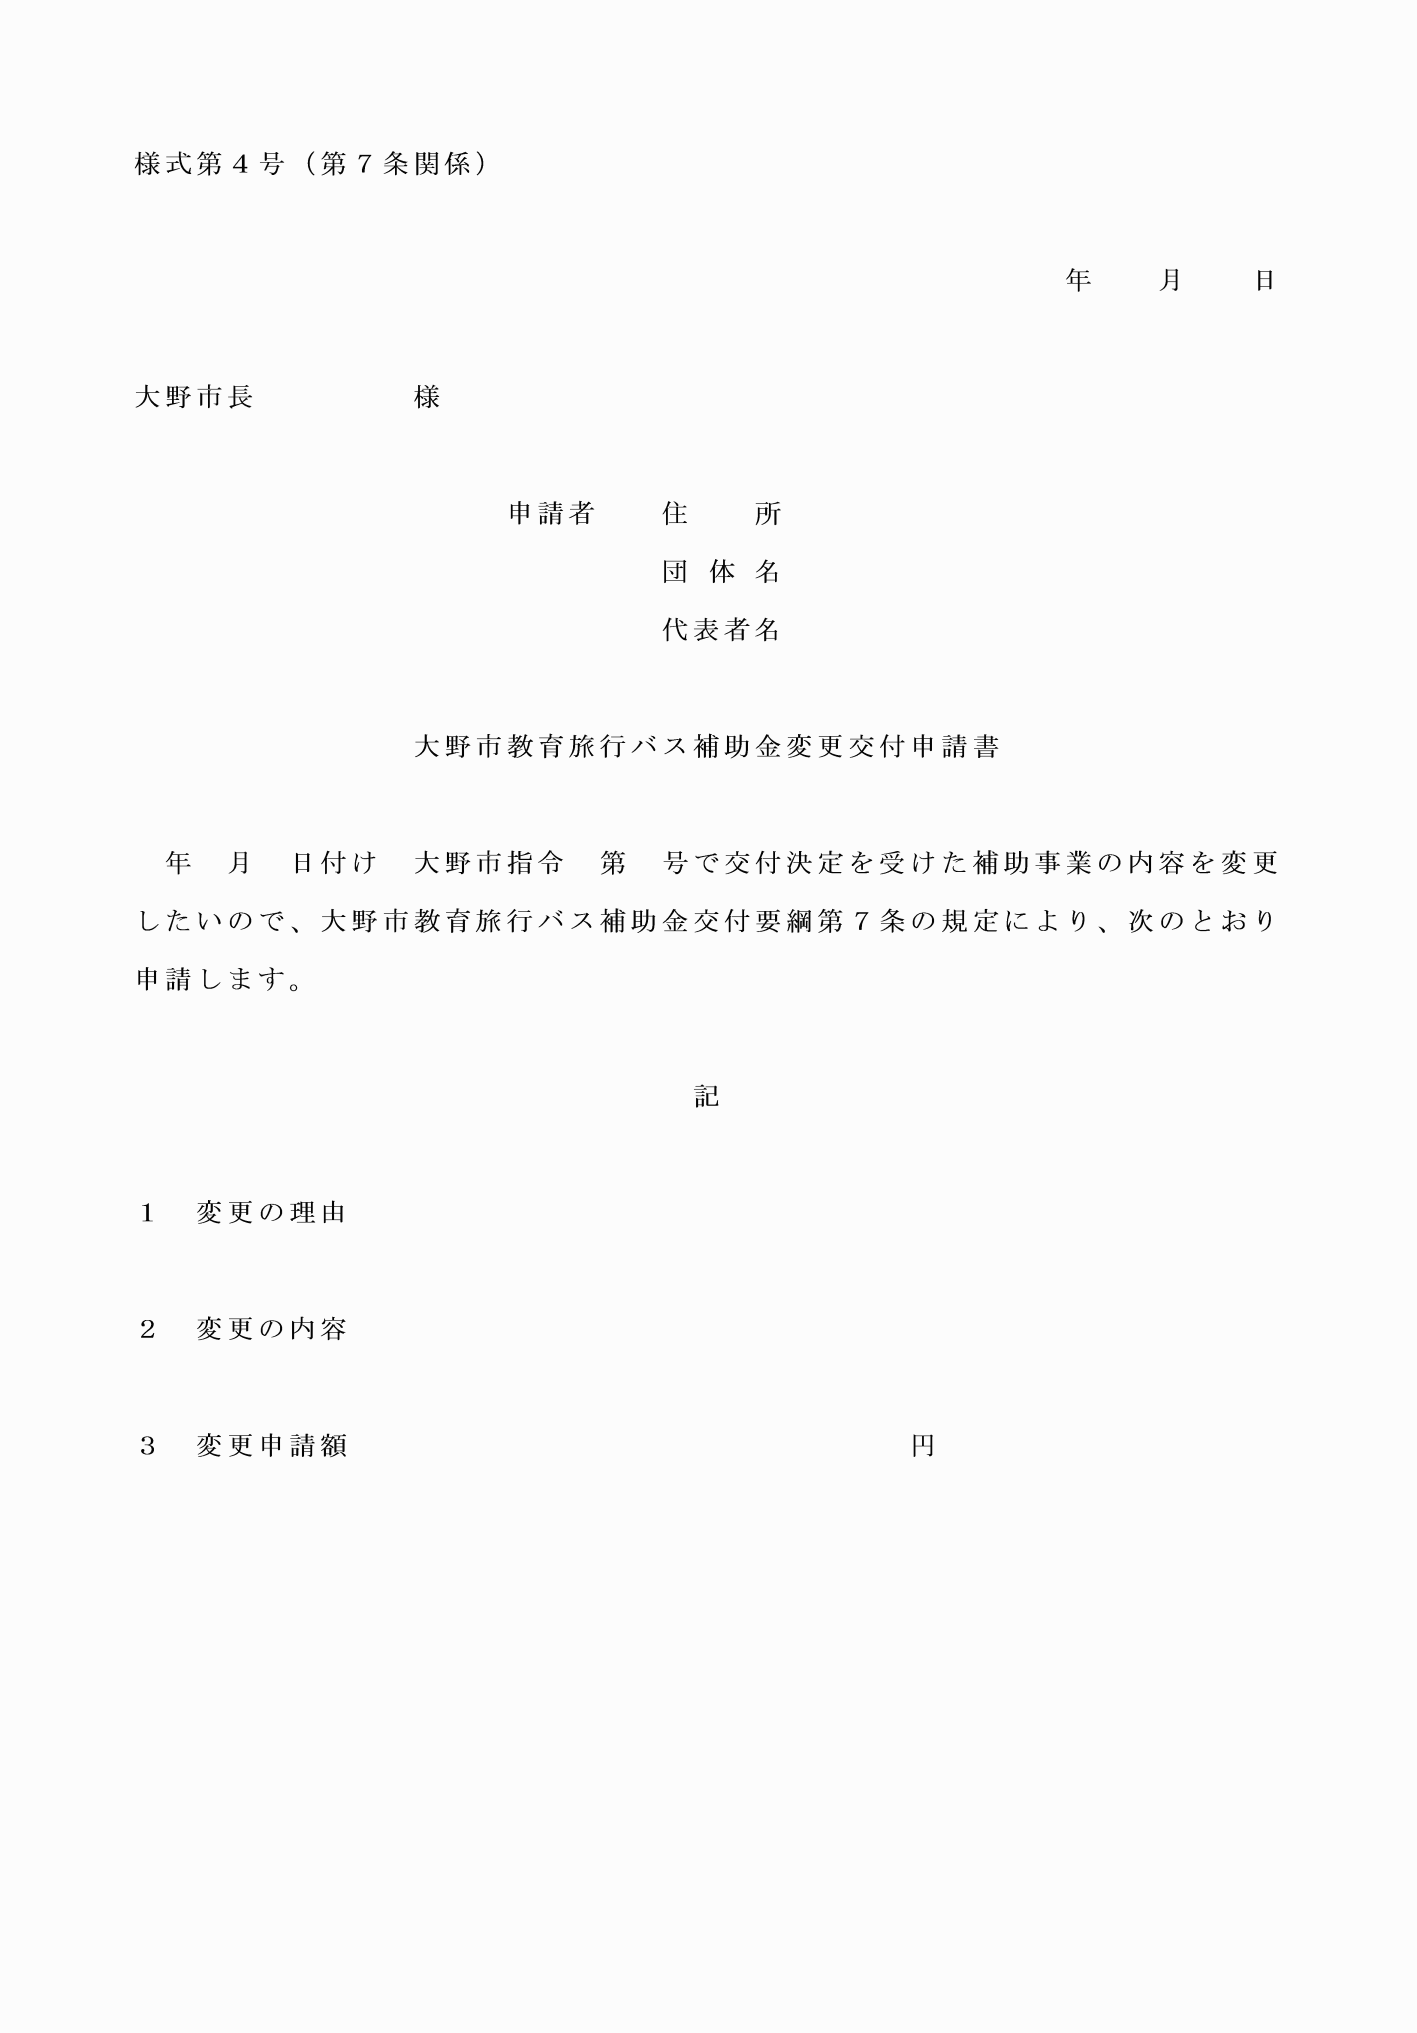 様式第４号（第７条関係）
年　　月　　日
大野市長　　　　　様
申請者　　住　　所
団 体 名
代表者名
大野市教育旅行バス補助金変更交付申請書
　年　月　日付け　大野市指令　第　号で交付決定を受けた補助事業の内容を変更
したいので、大野市教育旅行バス補助金交付要綱第７条の規定により、次のとおり
申請します。
記
１　変更の理由
２　変更の内容
３　変更申請額　　　　　　　　　　　　　　　　　　円